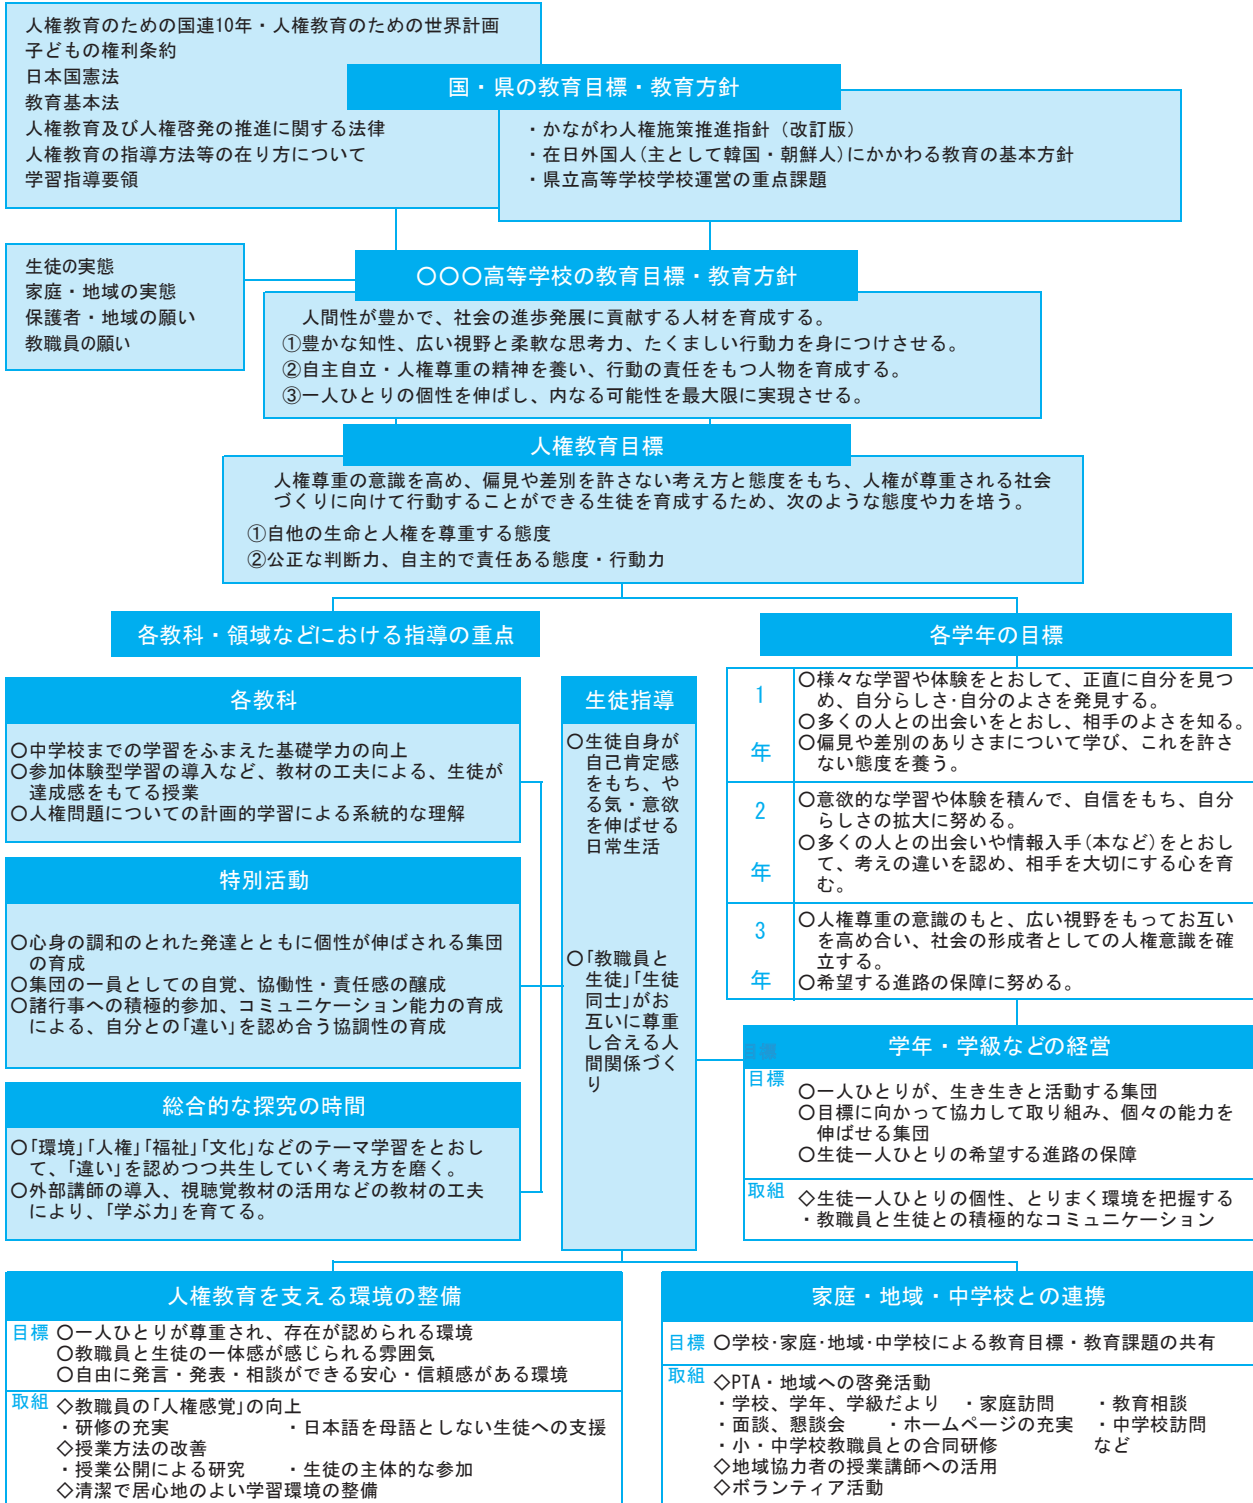 人権教育のための国連10年・人権教育のための世界計画
子どもの権利条約
日本国憲法
教育基本法
人権教育及び人権啓発の推進に関する法律
人権教育の指導方法等の在り方について
学習指導要領
国・県の教育目標・教育方針
・かながわ人権施策推進指針（改訂版）
・在日外国人(主として韓国・朝鮮人)にかかわる教育の基本方針
・県立高等学校学校運営の重点課題
生徒の実態
家庭・地域の実態
保護者・地域の願い
教職員の願い
〇〇〇高等学校の教育目標・教育方針
人間性が豊かで、社会の進歩発展に貢献する人材を育成する。
①豊かな知性、広い視野と柔軟な思考力、たくましい行動力を身につけさせる。
②自主自立・人権尊重の精神を養い、行動の責任をもつ人物を育成する。
③一人ひとりの個性を伸ばし、内なる可能性を最大限に実現させる。
人権教育目標
人権尊重の意識を高め、偏見や差別を許さない考え方と態度をもち、人権が尊重される社会
づくりに向けて行動することができる生徒を育成するため、次のような態度や力を培う。
①自他の生命と人権を尊重する態度
②公正な判断力、自主的で責任ある態度・行動力
各教科・領域などにおける指導の重点
各教科
〇中学校までの学習をふまえた基礎学力の向上
〇参加体験型学習の導入など、教材の工夫による、生徒が
達成感をもてる授業
〇人権問題についての計画的学習による系統的な理解
特別活動
〇心身の調和のとれた発達とともに個性が伸ばされる集団
の育成
〇集団の一員としての自覚、協働性・責任感の醸成
〇諸行事への積極的参加、コミュニケーション能力の育成
による、自分との「違い」を認め合う協調性の育成
総合的な探究の時間
〇「環境」「人権」「福祉」「文化」などのテーマ学習をとおし
て、「違い」を認めつつ共生していく考え方を磨く。
〇外部講師の導入、視聴覚教材の活用などの教材の工夫
により、「学ぶ力」を育てる。
生徒指導
〇生徒自身が
自己肯定感
をもち、や
る気・意欲
を伸ばせる
日常生活
〇「教職員と
生徒」「生徒
同士」がお
互いに尊重
し合える人
間関係づく
り
各学年の目標
1年
〇様々な学習や体験をとおして、正直に自分を見つ
め、自分らしさ・自分のよさを発見する。
〇多くの人との出会いをとおし、相手のよさを知る。
〇偏見や差別のありさまについて学び、これを許さ
ない態度を養う。
2年
〇意欲的な学習や体験を積んで、自信をもち、自分
らしさの拡大に努める。
〇多くの人との出会いや情報入手(本など)をとおし
て、考えの違いを認め、相手を大切にする心を育
む。
3年
〇人権尊重の意識のもと、広い視野をもってお互い
を高め合い、社会の形成者としての人権意識を確
立する。
〇希望する進路の保障に努める。
学年・学級などの経営
目標
目標
〇一人ひとりが、生き生きと活動する集団
〇目標に向かって協力して取り組み、個々の能力を
伸ばせる集団
〇生徒一人ひとりの希望する進路の保障
取組
◇生徒一人ひとりの個性、とりまく環境を把握する
・教職員と生徒との積極的なコミュニケーション
人権教育を支える環境の整備
目標 〇一人ひとりが尊重され、存在が認められる環境
〇教職員と生徒の一体感が感じられる雰囲気
〇自由に発言・発表・相談ができる安心・信頼感がある環境
取組 ◇教職員の「人権感覚」の向上
・研修の充実 ・日本語を母語としない生徒への支援
◇授業方法の改善
・授業公開による研究 ・生徒の主体的な参加
◇清潔で居心地のよい学習環境の整備
家庭・地域・中学校との連携
目標 〇学校・家庭・地域・中学校による教育目標・教育課題の共有
取組 ◇PTA・地域への啓発活動
・学校、学年、学級だより ・家庭訪問 ・教育相談
・面談、懇談会 ・ホームページの充実 ・中学校訪問
・小・中学校教職員との合同研修 など
◇地域協力者の授業講師への活用
◇ボランティア活動